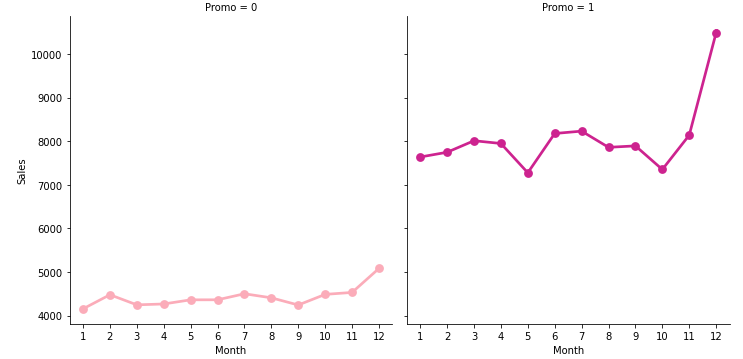 Promo = 0
Promo = 1
10000
9000
8000
7000
6000
5000
4000
Sales
1 2 3 4 5 6 7 8 9 10 11 12
Month
1 2 3 4 5 6 7 8 9 10 11 12
Month